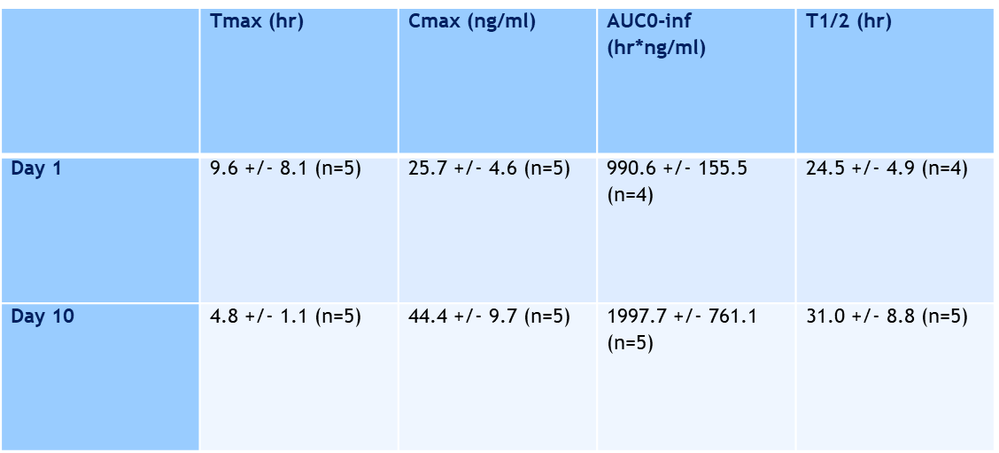 Tmax (hr)
Cmax (ng/ml)
AUC0-inf
(hr*ng/ml)
T1/2 (hr)
Day 1
9.6 +/- 8.1 (n=5)
25.7 +/- 4.6 (n=5)
990.6 +/- 155.5
(n=4)
24.5 +/- 4.9 (n=4)
Day 10
4.8 +/- 1.1 (n=5)
44.4 +/- 9.7 (n=5)
1997.7 +/- 761.1
(n=5)
31.0 +/- 8.8 (n=5)